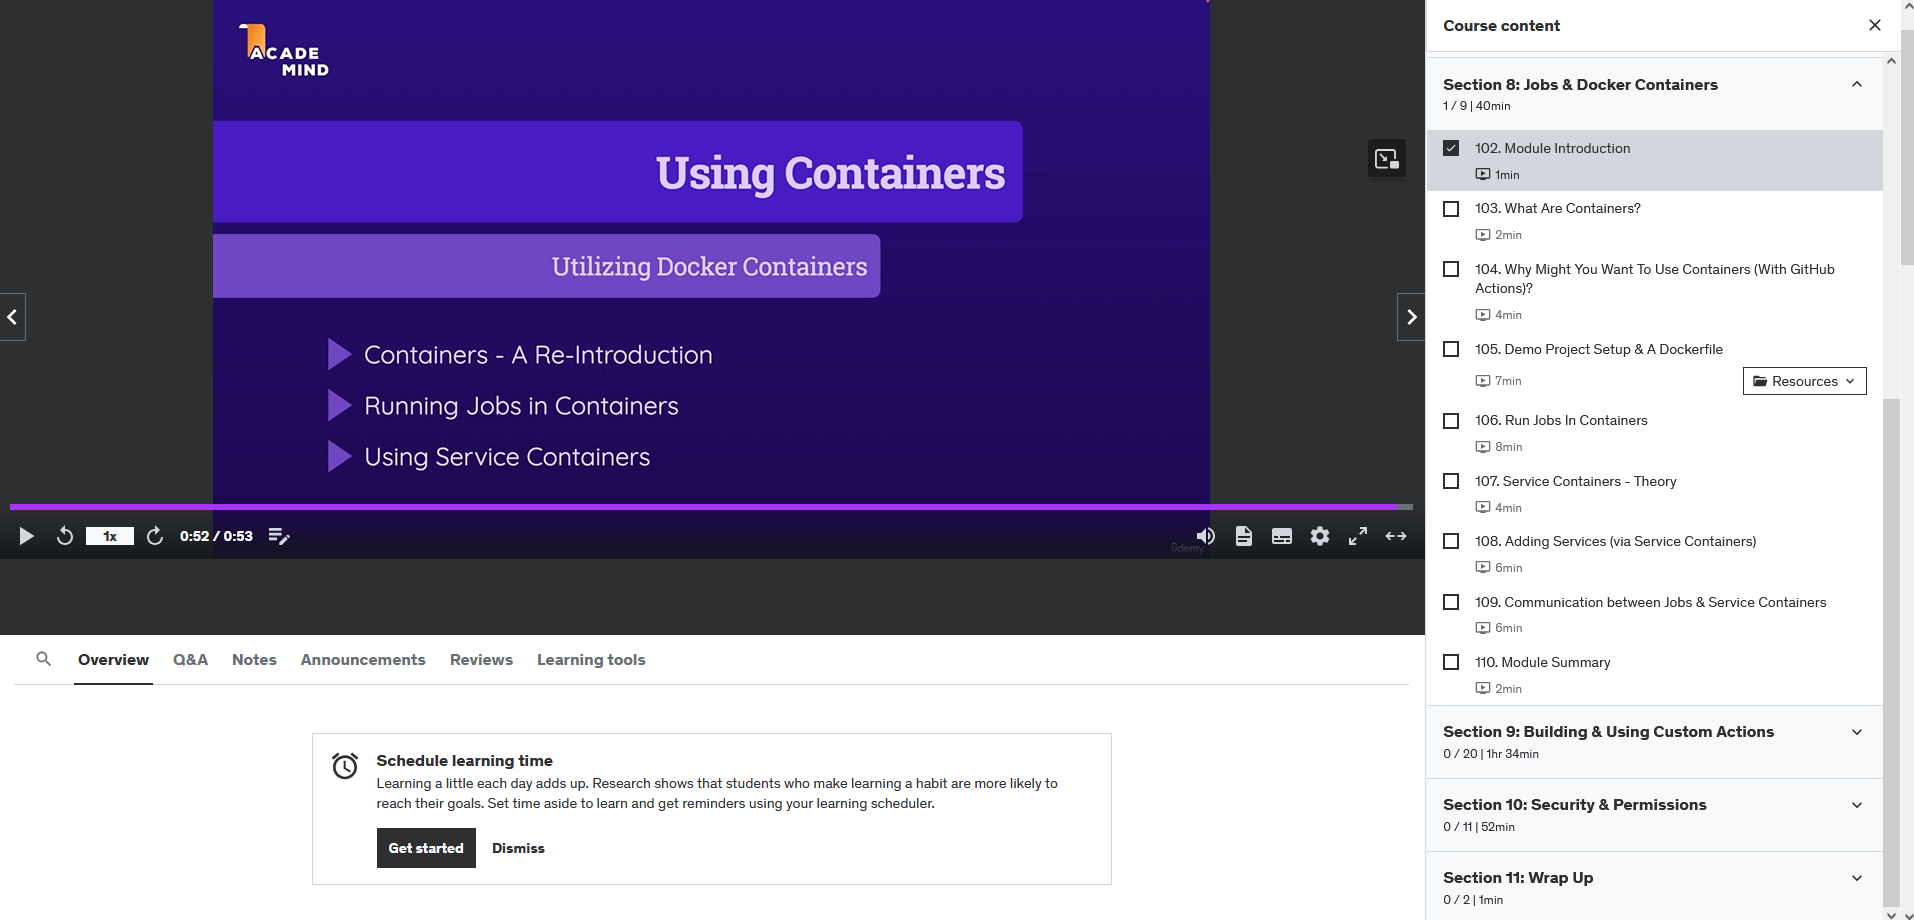 ACADE
MIND
Using Containers
Utilizing Docker Containers
Containers - A Re-Introduction
Running Jobs in Containers
Using Service Containers
1x
0:52 / 0:53
ûdemy
Overview
Q&A
Notes
Announcements
Reviews
Learning tools
Schedule learning time
Learning a little each day adds up. Research shows that students who make learning a habit are more likely to
reach their goals. Set time aside to learn and get reminders using your learning scheduler.
Get started
Dismiss
Course content
Section 8: Jobs & Docker Containers
1 / 9 | 40min
102. Module Introduction
1min
103. What Are Containers?
2min
104. Why Might You Want To Use Containers (With GitHub
Actions)?
4min
105. Demo Project Setup & A Dockerfile
7min
Resources
106. Run Jobs In Containers
8min
107. Service Containers - Theory
4min
108. Adding Services (via Service Containers)
6min
109. Communication between Jobs & Service Containers
6min
110. Module Summary
2min
Section 9: Building & Using Custom Actions
0 / 20 | 1hr 34min
Section 10: Security & Permissions
0 / 11 | 52min
Section 11: Wrap Up
0 / 2 | 1min